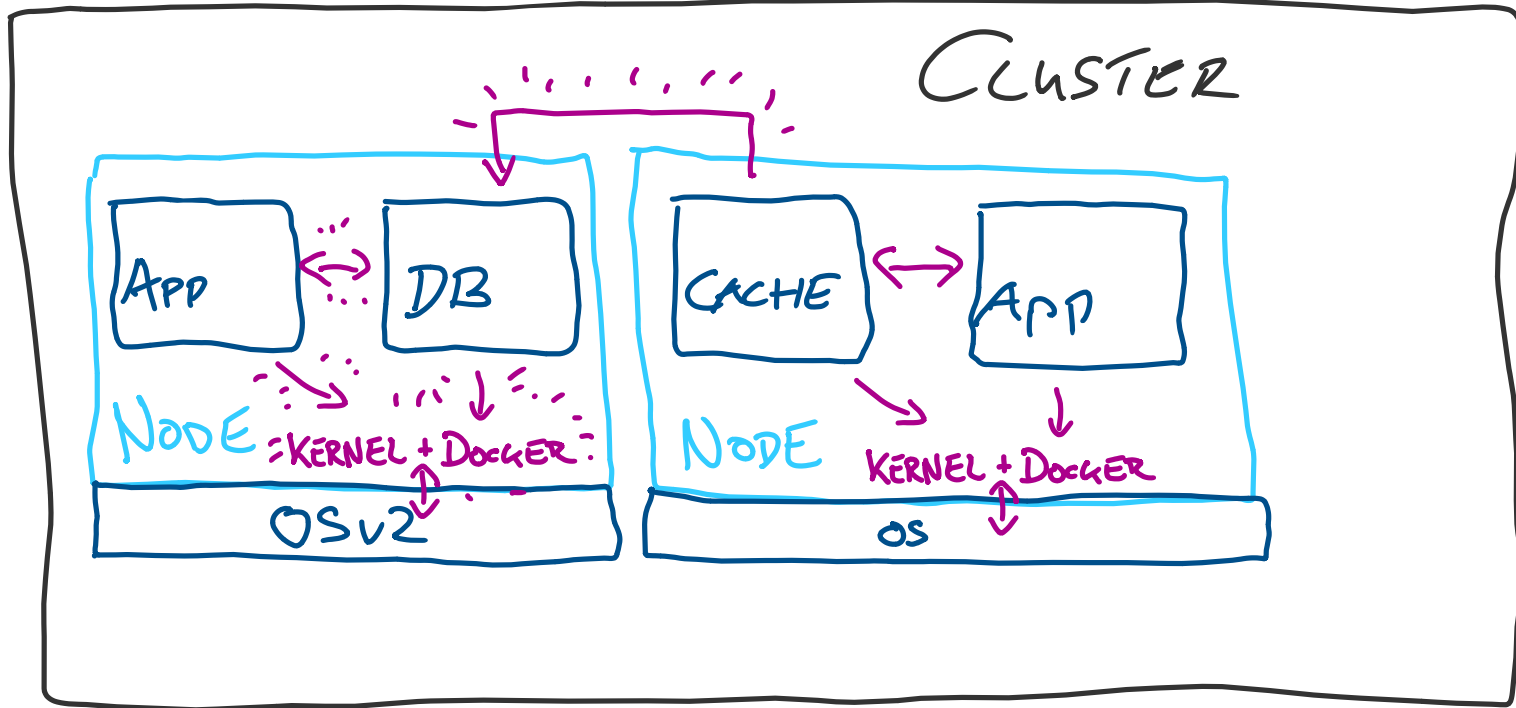 CLUSTER
APP
DB
CACHE
APP
NODE
KERNEL + DOCKER
NODE
KERNEL + DOCKER
OSv2
OS